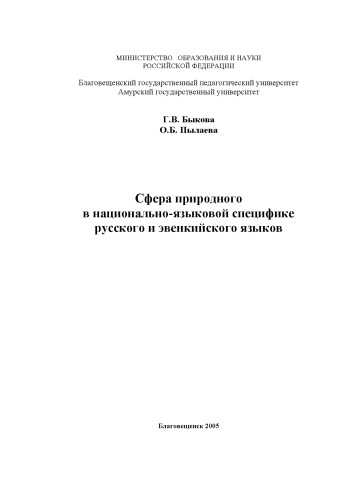 МИНИСТЕРСТВО ОБРАЗОВАНИЯ И НАУКИ
РОССИЙСКОЙ ФЕДЕРАЦИИ
Благовещенский государственный педагогический университет
Амурский государственный университет
Г.В. Быкова
О.Б. Пылаева
Сфера природного
в национально-языковой специфике
русского и эвенкийского языков
Благовещенск 2005